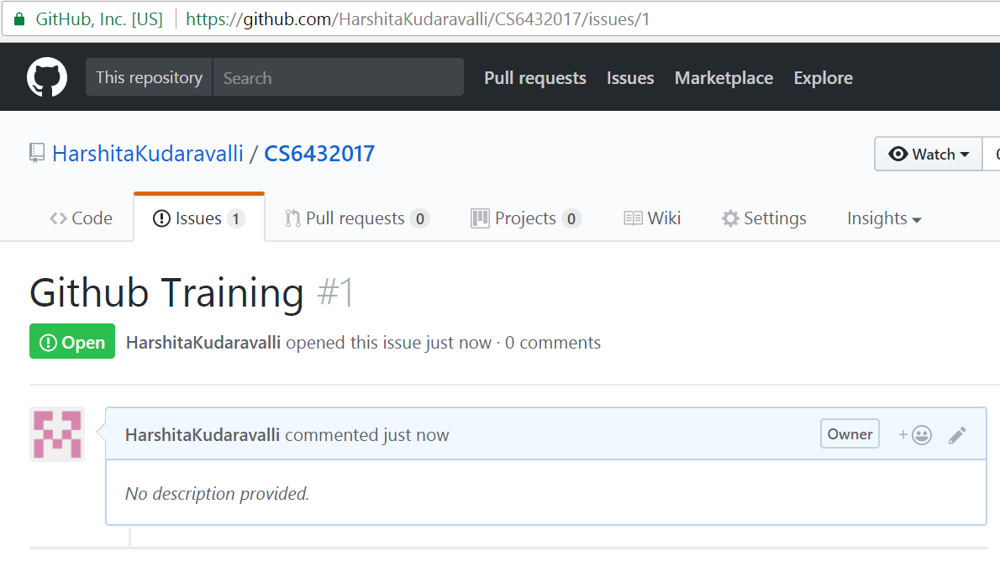 GitHub, Inc. [US] https://github.com/HarshitaKudaravalli/CS6432017/issues/1
This repository Search Pull requests Issues Marketplace Explore
HarshitaKudaravalli / CS6432017 Watch
Code Issues 1 Pull requests 0 Projects 0 Wiki Settings Insights
Github Training #1
Open HarshitaKudaravalli opened this issue just now · 0 comments
HarshitaKudaravalli commented just now Owner +
No description provided.